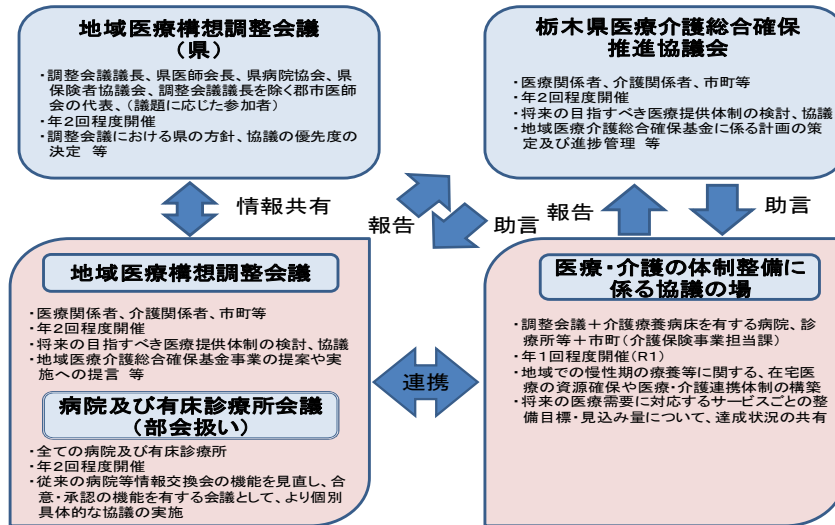 地域医療構想調整会議
（県）
・調整会議議長、県医師会長、県病院協会、県
保険者協議会、調整会議議長を除く郡市医師
会の代表、（議題に応じた参加者）
・年2回程度開催
・調整会議における県の方針、協議の優先度の
決定　等
栃木県医療介護総合確保
推進協議会
・医療関係者、介護関係者、市町等
・年2回程度開催
・将来の目指すべき医療提供体制の検討、協議
・地域医療介護総合確保基金に係る計画の策
定及び進捗管理　等
情報共有
報告
助言
報告
助言
地域医療構想調整会議
・医療関係者、介護関係者、市町等
・年2回程度開催
・将来の目指すべき医療提供体制の検討、協議
・地域医療介護総合確保基金事業の提案や実
施への提言　等
病院及び有床診療所会議
（部会扱い）
・全ての病院及び有床診療所
・年2回程度開催
・従来の病院等情報交換会の機能を見直し、合
意・承認の機能を有する会議として、より個別
具体的な協議の実施
連携
医療・介護の体制整備に
係る協議の場
・調整会議＋介護療養病床を有する病院、診
療所等＋市町（介護保険事業担当課）
・年1回程度開催(R1)
・地域での慢性期の療養等に関する、在宅医
療の資源確保や医療・介護連携体制の構築
・将来の医療需要に対応するサービスごとの整
備目標・見込み量について、達成状況の共有